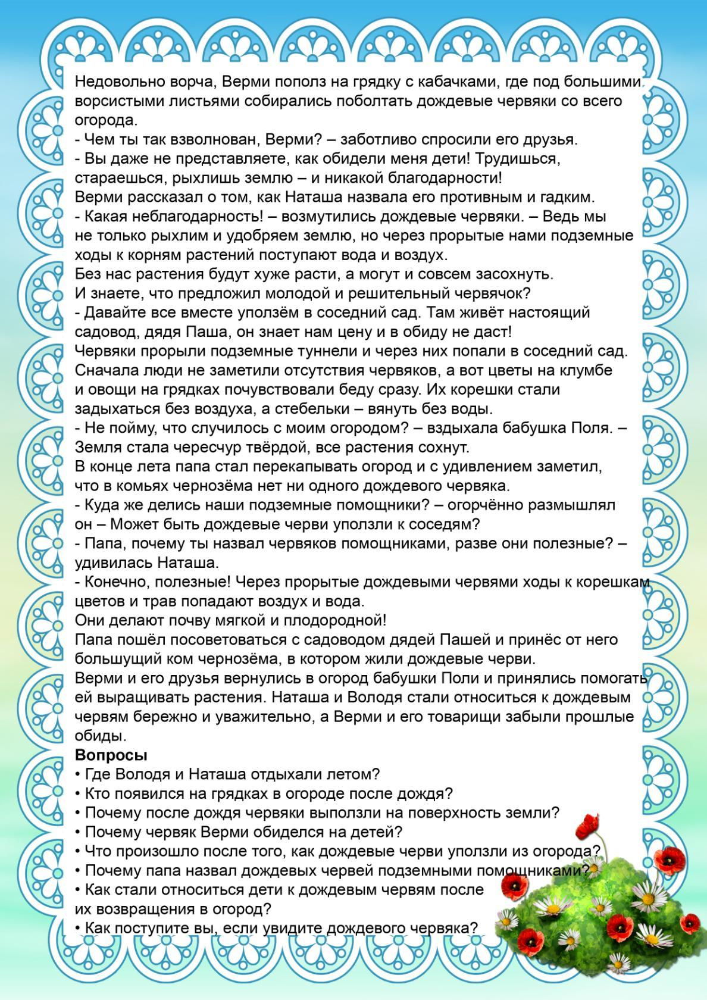 Недовольно ворча, Верми пополз на грядку с кабачками, где под большими
ворсистыми листьями собирались поболтать дождевые червяки со всего
огорода.
- Чем ты так взволнован, Верми? – заботливо спросили его друзья.
- Вы даже не представляете, как обидели меня дети! Трудишься,
стараешься, рыхлишь землю – и никакой благодарности!
Верми рассказал о том, как Наташа назвала его противным и гадким.
- Какая неблагодарность! – возмутились дождевые червяки. – Ведь мы
не только рыхлим и удобряем землю, но через прорытые нами подземные
ходы к корням растений поступают вода и воздух.
Без нас растения будут хуже расти, а могут и совсем засохнуть.
И знаете, что предложил молодой и решительный червячок?
- Давайте все вместе уползём в соседний сад. Там живёт настоящий
садовод, дядя Паша, он знает нам цену и в обиду не даст!
Червяки прорыли подземные туннели и через них попали в соседний сад.
Сначала люди не заметили отсутствия червяков, а вот цветы на клумбе
и овощи на грядках почувствовали беду сразу. Их корешки стали
задыхаться без воздуха, а стебельки – вянуть без воды.
- Не пойму, что случилось с моим огородом? – вздыхала бабушка Поля. –
Земля стала чересчур твёрдой, все растения сохнут.
В конце лета папа стал перекапывать огород и с удивлением заметил,
что в комьях чернозёма нет ни одного дождевого червяка.
- Куда же делись наши подземные помощники? – огорчённо размышлял
он – Может быть дождевые черви уползли к соседям?
- Папа, почему ты назвал червяков помощниками, разве они полезные? –
удивилась Наташа.
- Конечно, полезные! Через прорытые дождевыми червями ходы к корешкам
цветов и трав попадают воздух и вода.
Они делают почву мягкой и плодородной!
Папа пошёл посоветоваться с садоводом дядей Пашей и принёс от него
большущий ком чернозёма, в котором жили дождевые черви.
Верми и его друзья вернулись в огород бабушки Поли и принялись помогать
ей выращивать растения. Наташа и Володя стали относиться к дождевым
червям бережно и уважительно, а Верми и его товарищи забыли прошлые
обиды.
Вопросы
• Где Володя и Наташа отдыхали летом?
• Кто появился на грядках в огороде после дождя?
• Почему после дождя червяки выползли на поверхность земли?
• Почему червяк Верми обиделся на детей?
• Что произошло после того, как дождевые черви уползли из огорода?
• Почему папа назвал дождевых червей подземными помощниками?
• Как стали относиться дети к дождевым червям после
их возвращения в огород?
• Как поступите вы, если увидите дождевого червяка?